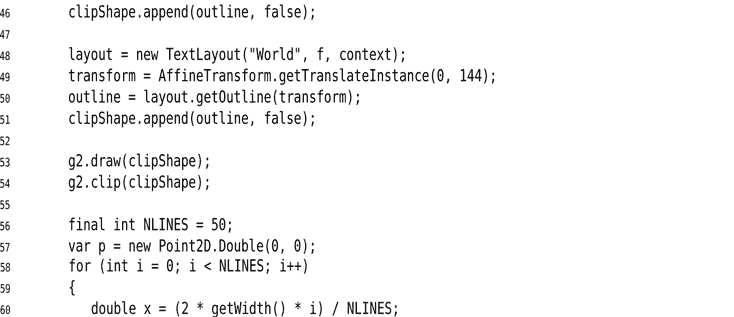 46 clipShape.append(outline, false);
47
48 layout = new TextLayout("World", f, context);
49 transform = AffineTransform.getTranslateInstance(0, 144);
50 outline = layout.getOutline(transform);
51 clipShape.append(outline, false);
52
53 g2.draw(clipShape);
54 g2.clip(clipShape);
55
56 final int NLINES = 50;
57 var p = new Point2D.Double(0, 0);
58 for (int i = 0; i < NLINES; i++)
59 {
60 double x = (2 * getWidth() * i) / NLINES;